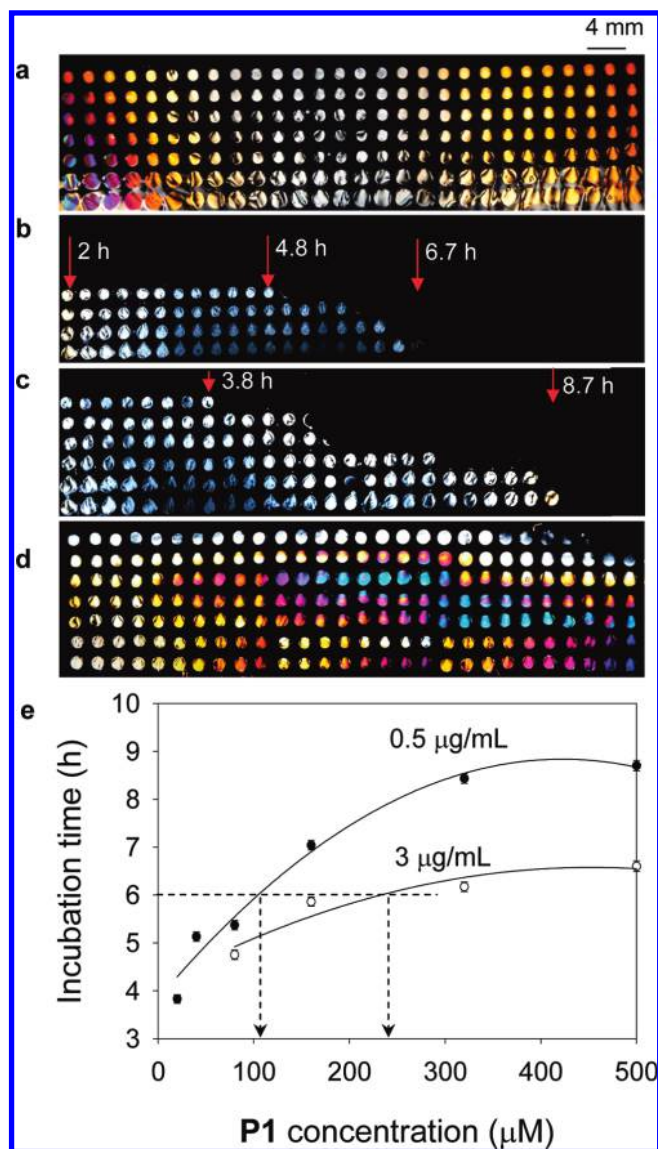 4 mm
a
b
2 h
4.8 h
6.7 h
c
3.8 h
8.7 h
d
e
10
9
8
7
6
5
4
3
Incubation time (h)
0.5 μg/mL
3 μg/mL
0 100 200 300 400 500
P1 concentration (μM)